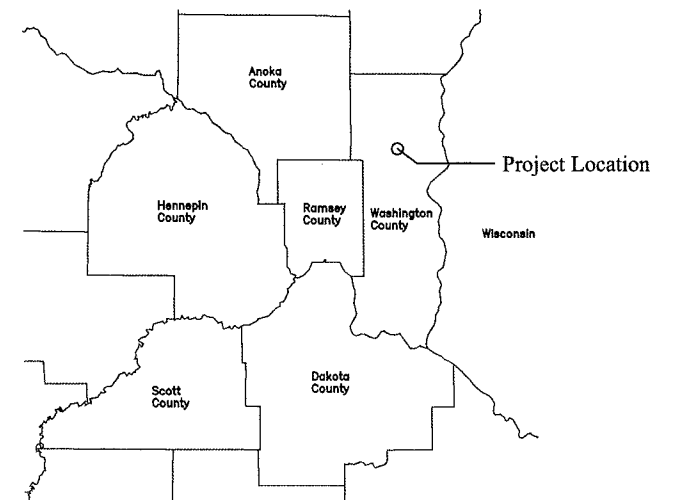 Anoka
County
Project Location
Hennepin
County
Ramsey
County
Washington
County
Wisconsin
Scott
County
Dakota
County